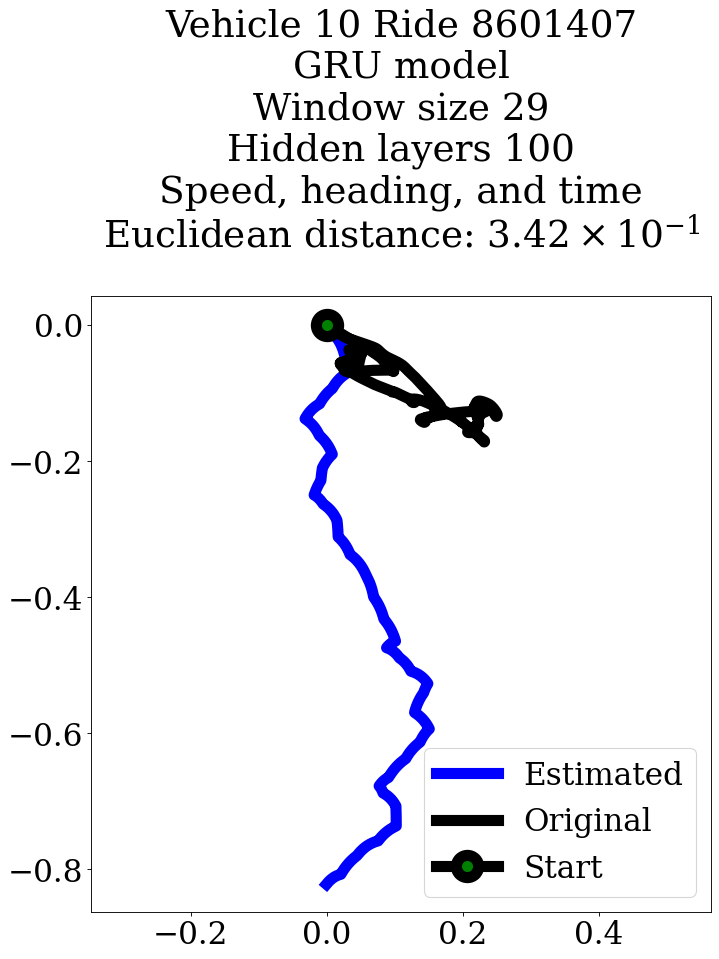 Vehicle 10 Ride 8601407
GRU model
Window size 29
Hidden layers 100
Speed, heading, and time
Euclidean distance: 3.42 × 10⁻¹
0.0
−0.2
−0.4
−0.6
−0.8
Estimated
Original
Start
−0.2 0.0 0.2 0.4